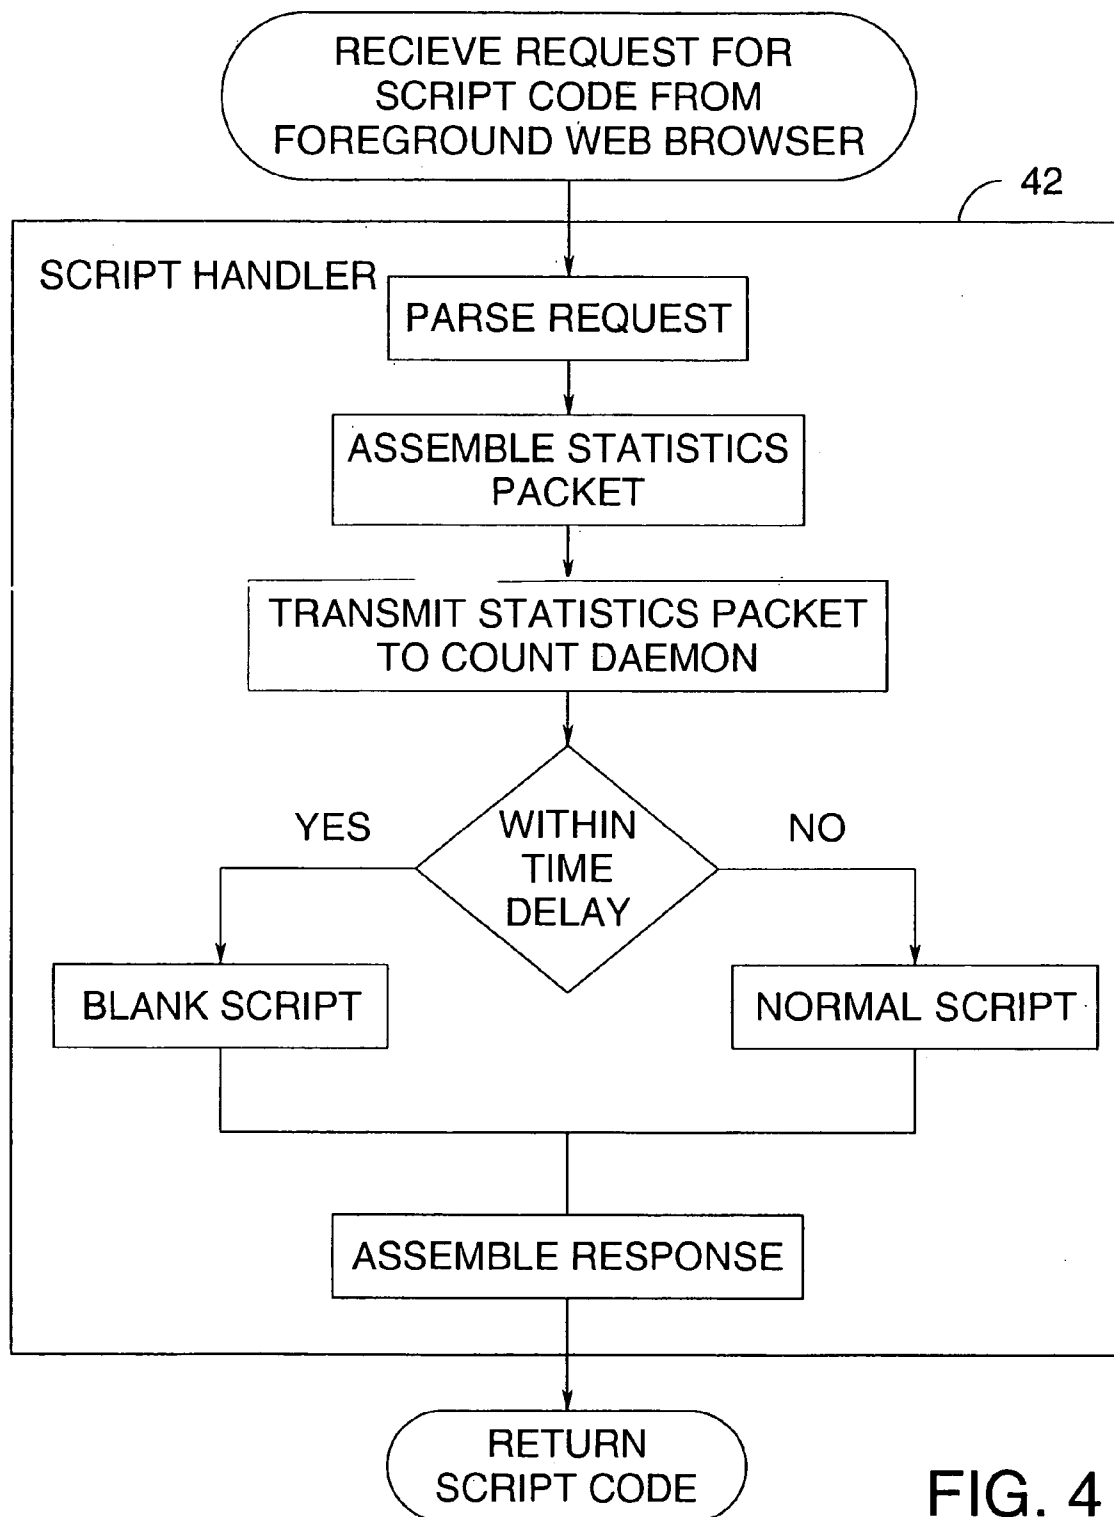 RECIEVE REQUEST FOR
SCRIPT CODE FROM
FOREGROUND WEB BROWSER
42
SCRIPT HANDLER
PARSE REQUEST
ASSEMBLE STATISTICS
PACKET
TRANSMIT STATISTICS PACKET
TO COUNT DAEMON
WITHIN
TIME
DELAY
YES
NO
BLANK SCRIPT
NORMAL SCRIPT
ASSEMBLE RESPONSE
RETURN
SCRIPT CODE
FIG. 4